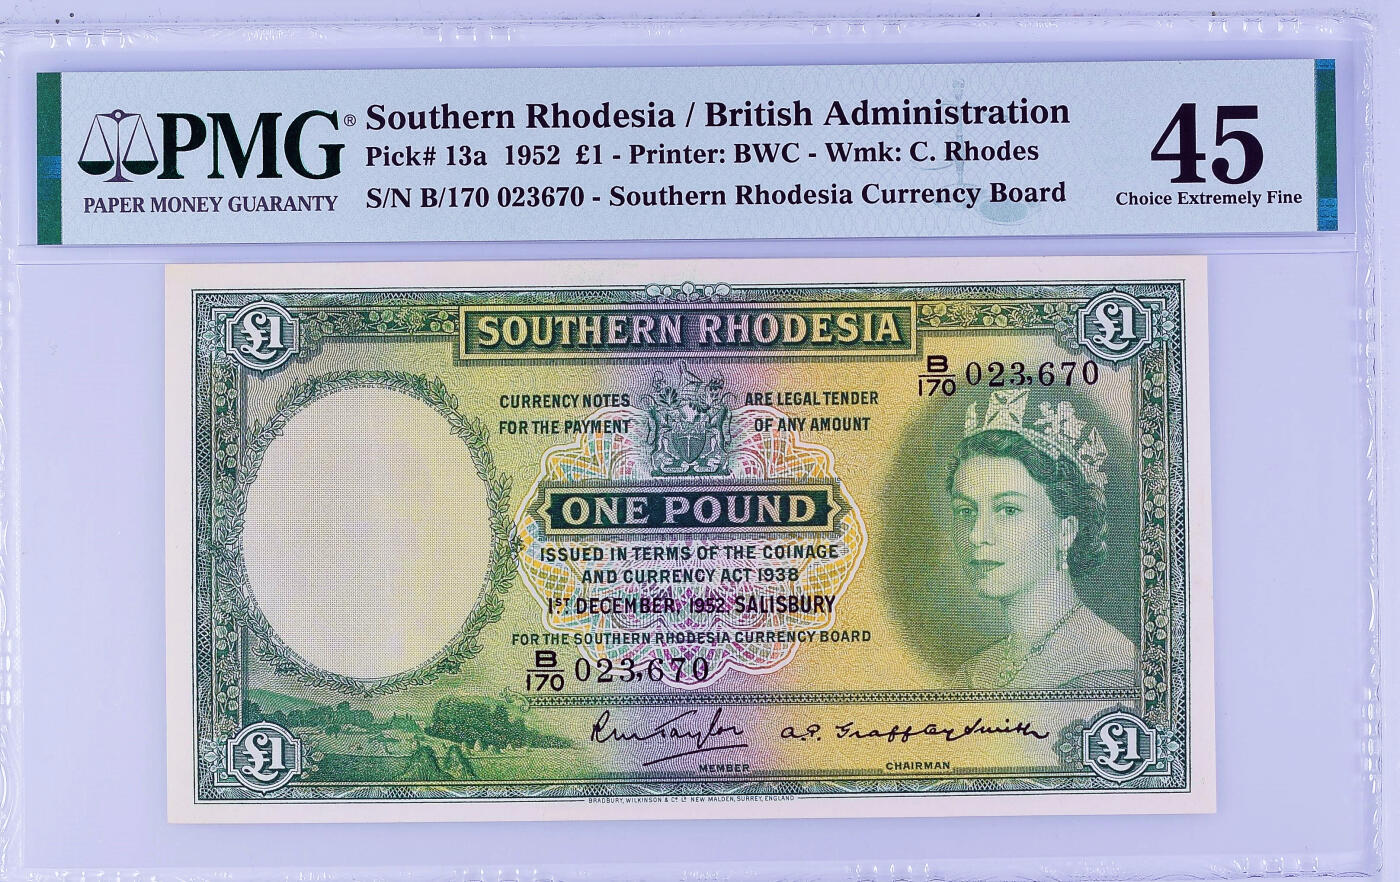 PMG®
PAPER MONEY GUARANTY
Southern Rhodesia / British Administration
Pick# 13a 1952 £1 - Printer: BWC - Wmk: C. Rhodes
S/N B/170 023670 - Southern Rhodesia Currency Board
45
Choice Extremely Fine
£1
SOUTHERN RHODESIA
£1
B/170 023,670
CURRENCY NOTES ARE LEGAL TENDER
FOR THE PAYMENT OF ANY AMOUNT
ONE POUND
ISSUED IN TERMS OF THE COINAGE
AND CURRENCY ACT 1938
1ST DECEMBER, 1952, SALISBURY
FOR THE SOUTHERN RHODESIA CURRENCY BOARD
B/170 023,670
£1
MEMBER
CHAIRMAN
£1
BRADBURY, WILKINSON & Co. Ld. NEW MALDEN, SURREY, ENGLAND